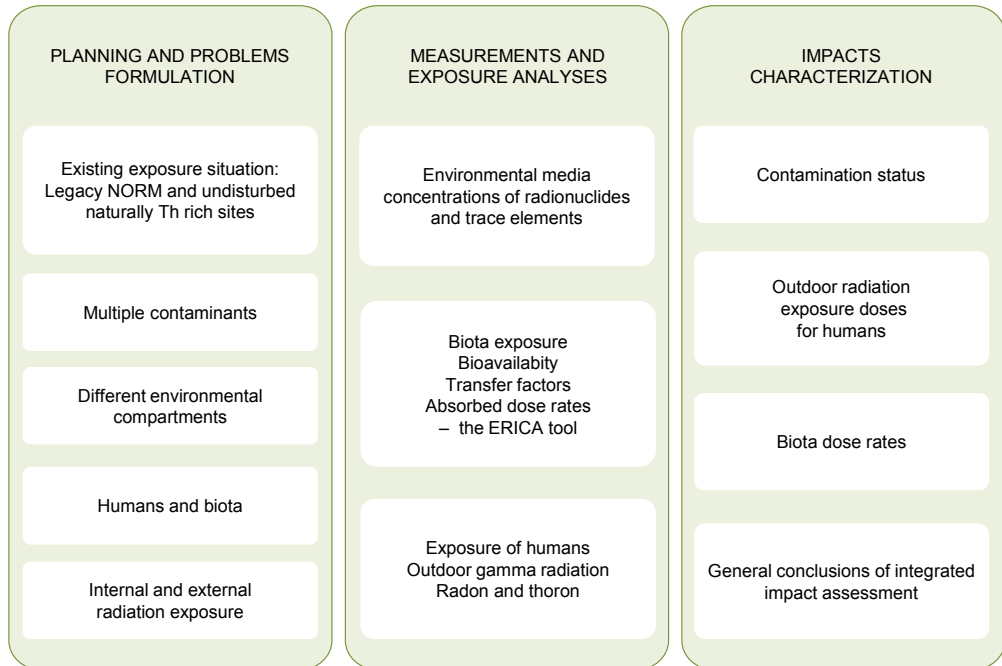 PLANNING AND PROBLEMS
FORMULATION
Existing exposure situation:
Legacy NORM and undisturbed
naturally Th rich sites
Multiple contaminants
Different environmental
compartments
Humans and biota
Internal and external
radiation exposure
MEASUREMENTS AND
EXPOSURE ANALYSES
Environmental media
concentrations of radionuclides
and trace elements
Biota exposure
Bioavailabity
Transfer factors
Absorbed dose rates
– the ERICA tool
Exposure of humans
Outdoor gamma radiation
Radon and thoron
IMPACTS
CHARACTERIZATION
Contamination status
Outdoor radiation
exposure doses
for humans
Biota dose rates
General conclusions of integrated
impact assessment